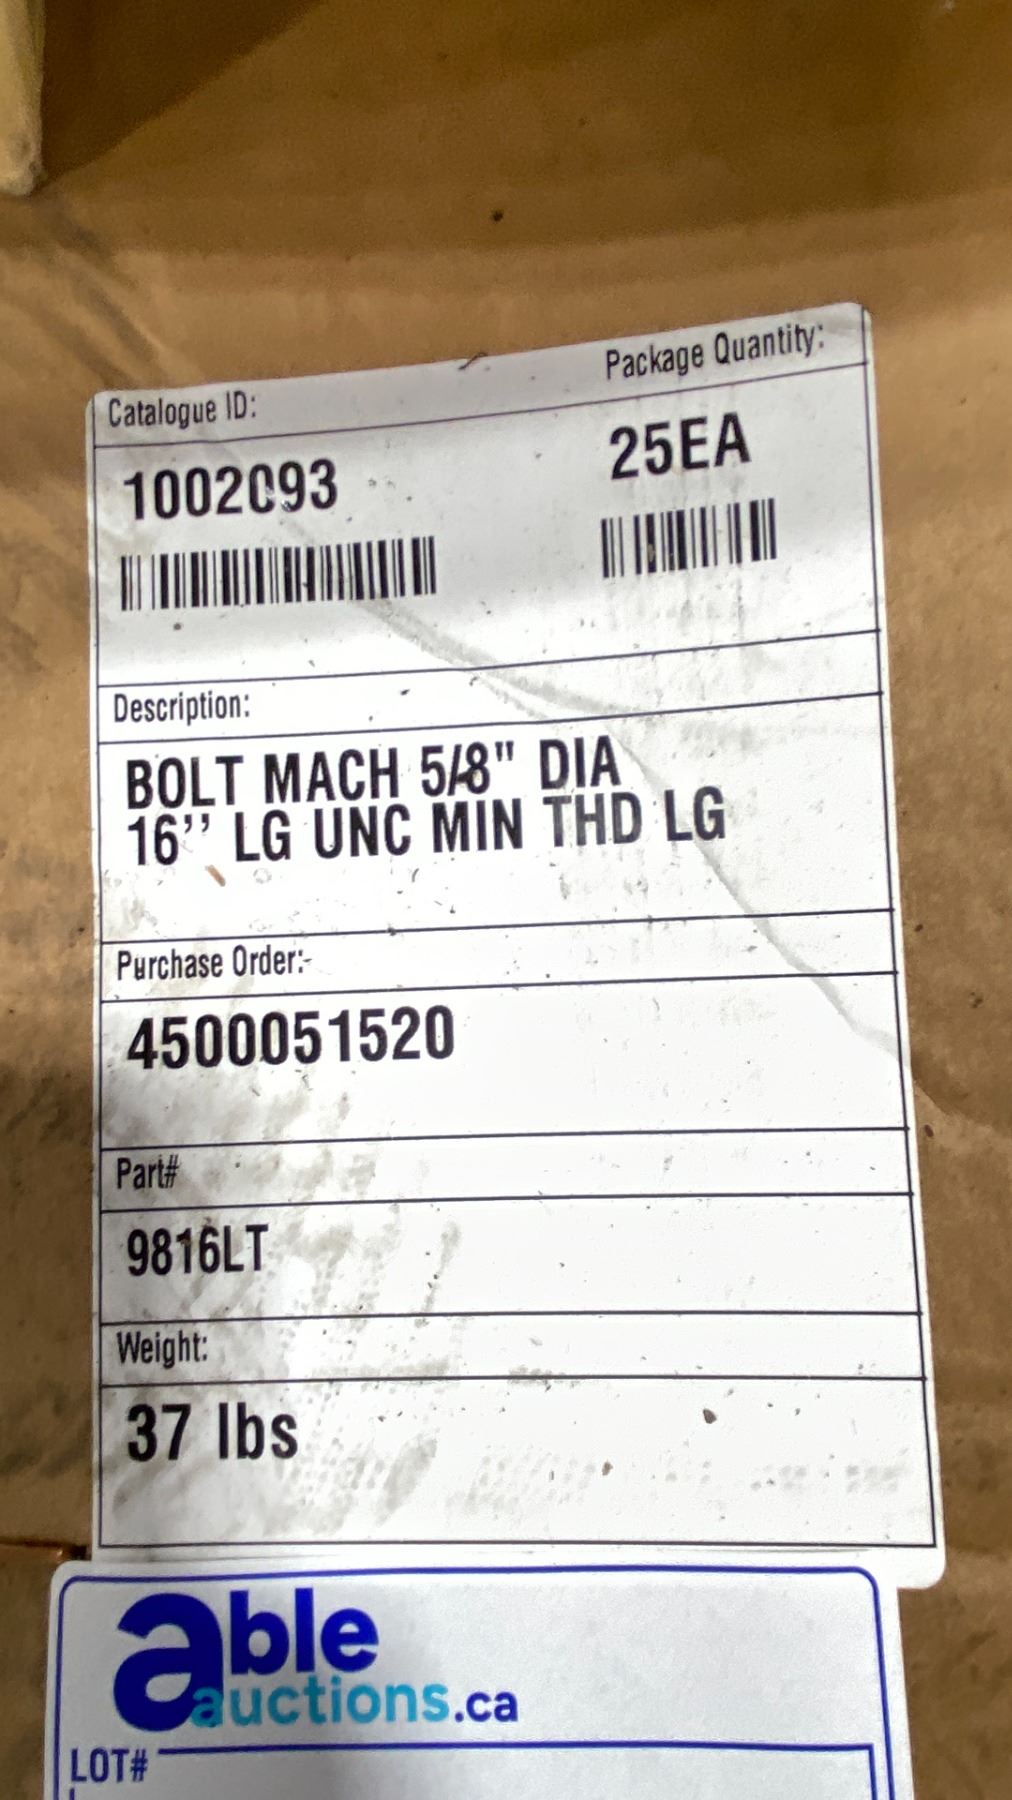 Catalogue ID: Package Quantity:
1002093 25EA
Description:
BOLT MACH 5/8" DIA
16'' LG UNC MIN THD LG
Purchase Order:-
4500051520
Part#
9816LT
Weight:
37 lbs
able
auctions.ca
LOT#